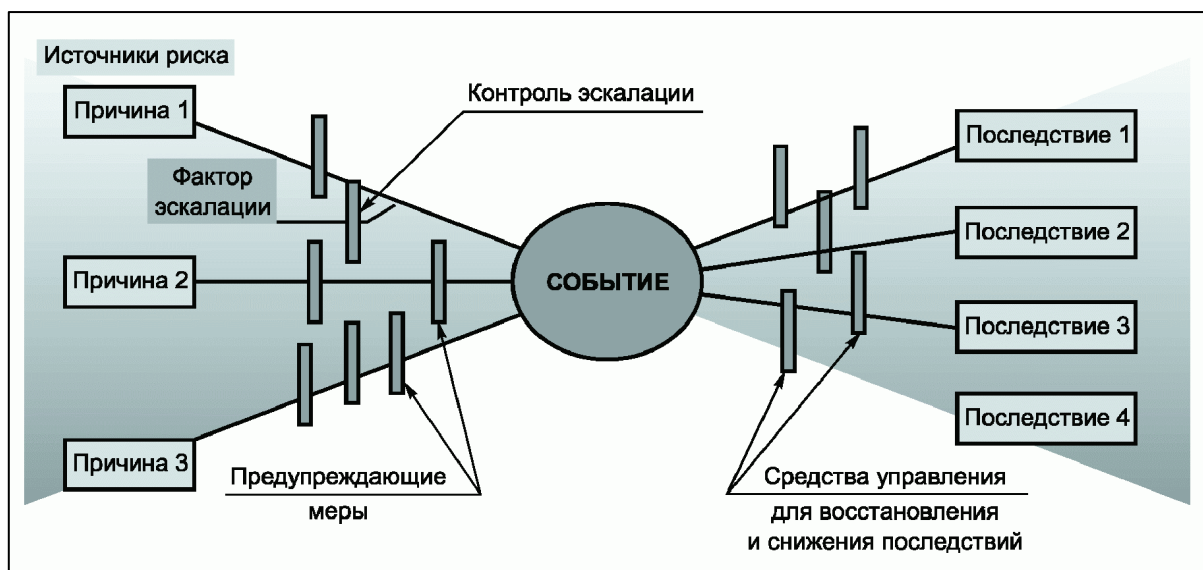 Источники риска
Причина 1
Контроль эскалации
Фактор
эскалации
Причина 2
Причина 3
СОБЫТИЕ
Предупреждающие
меры
Последствие 1
Последствие 2
Последствие 3
Последствие 4
Средства управления
для восстановления
и снижения последствий